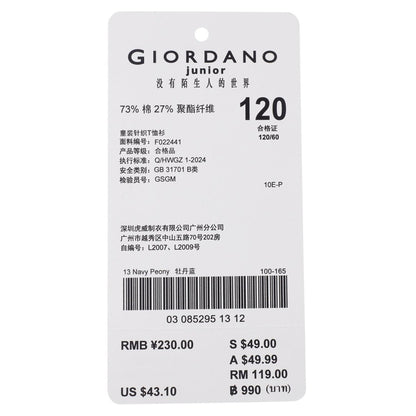 GIORDANO
junior
没有陌生人的世界
73% 棉 27% 聚酯纤维
120
合格证
120/60
童装针织T恤衫
面料编号: F022441
产品等级: 合格品
执行标准: Q/HWGZ 1-2024
安全类别: GB 31701 B类
检验员号: GSGM
10E-P
深圳虎威制衣有限公司广州分公司
广州市越秀区中山五路70号202房
自编号: L2007、L2009号
13 Navy Peony 牡丹蓝 100-165
03 085295 13 12
RMB ¥230.00 S $49.00
A $49.99
RM 119.00
US $43.10 ฿ 990 (บาท)